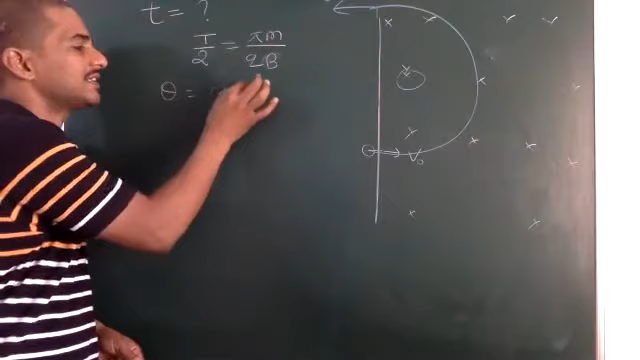 t = ?
T/2 = πm/qB
θ =
V₀